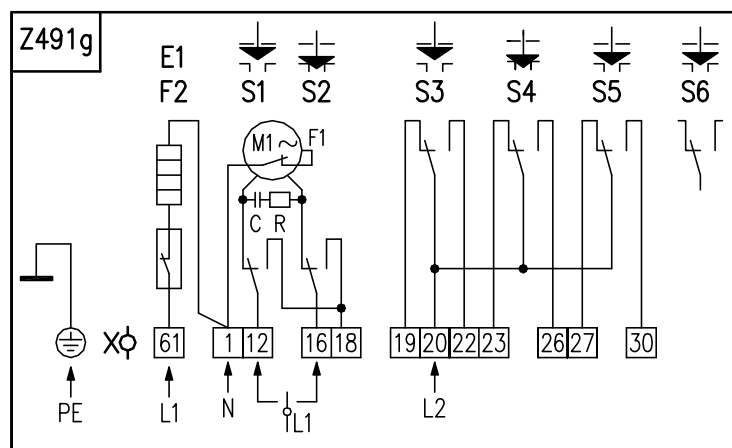 Z491g
E1
F2 S1 S2 S3 S4 S5 S6
M1 ~ F1
C R
X 61 1 12 16 18 19 20 22 23 26 27 30
PE L1 N L1 L2